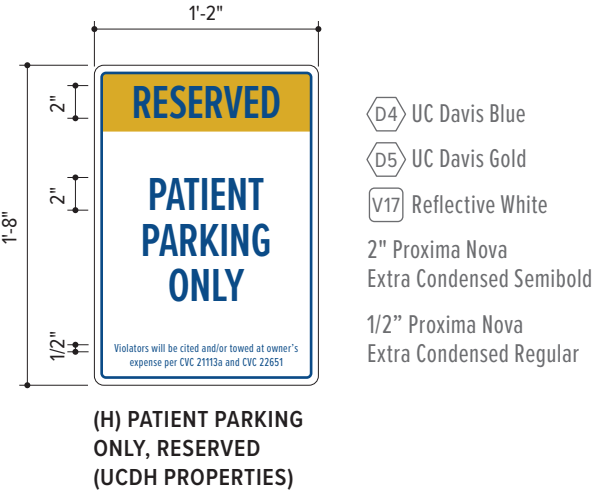 1'-2"
1'-8"
2"
RESERVED
2"
PATIENT
PARKING
ONLY
1/2"
Violators will be cited and/or towed at owner's
expense per CVC 21113a and CVC 22651
D4 UC Davis Blue
D5 UC Davis Gold
V17 Reflective White
2" Proxima Nova
Extra Condensed Semibold
1/2” Proxima Nova
Extra Condensed Regular
(H) PATIENT PARKING
ONLY, RESERVED
(UCDH PROPERTIES)